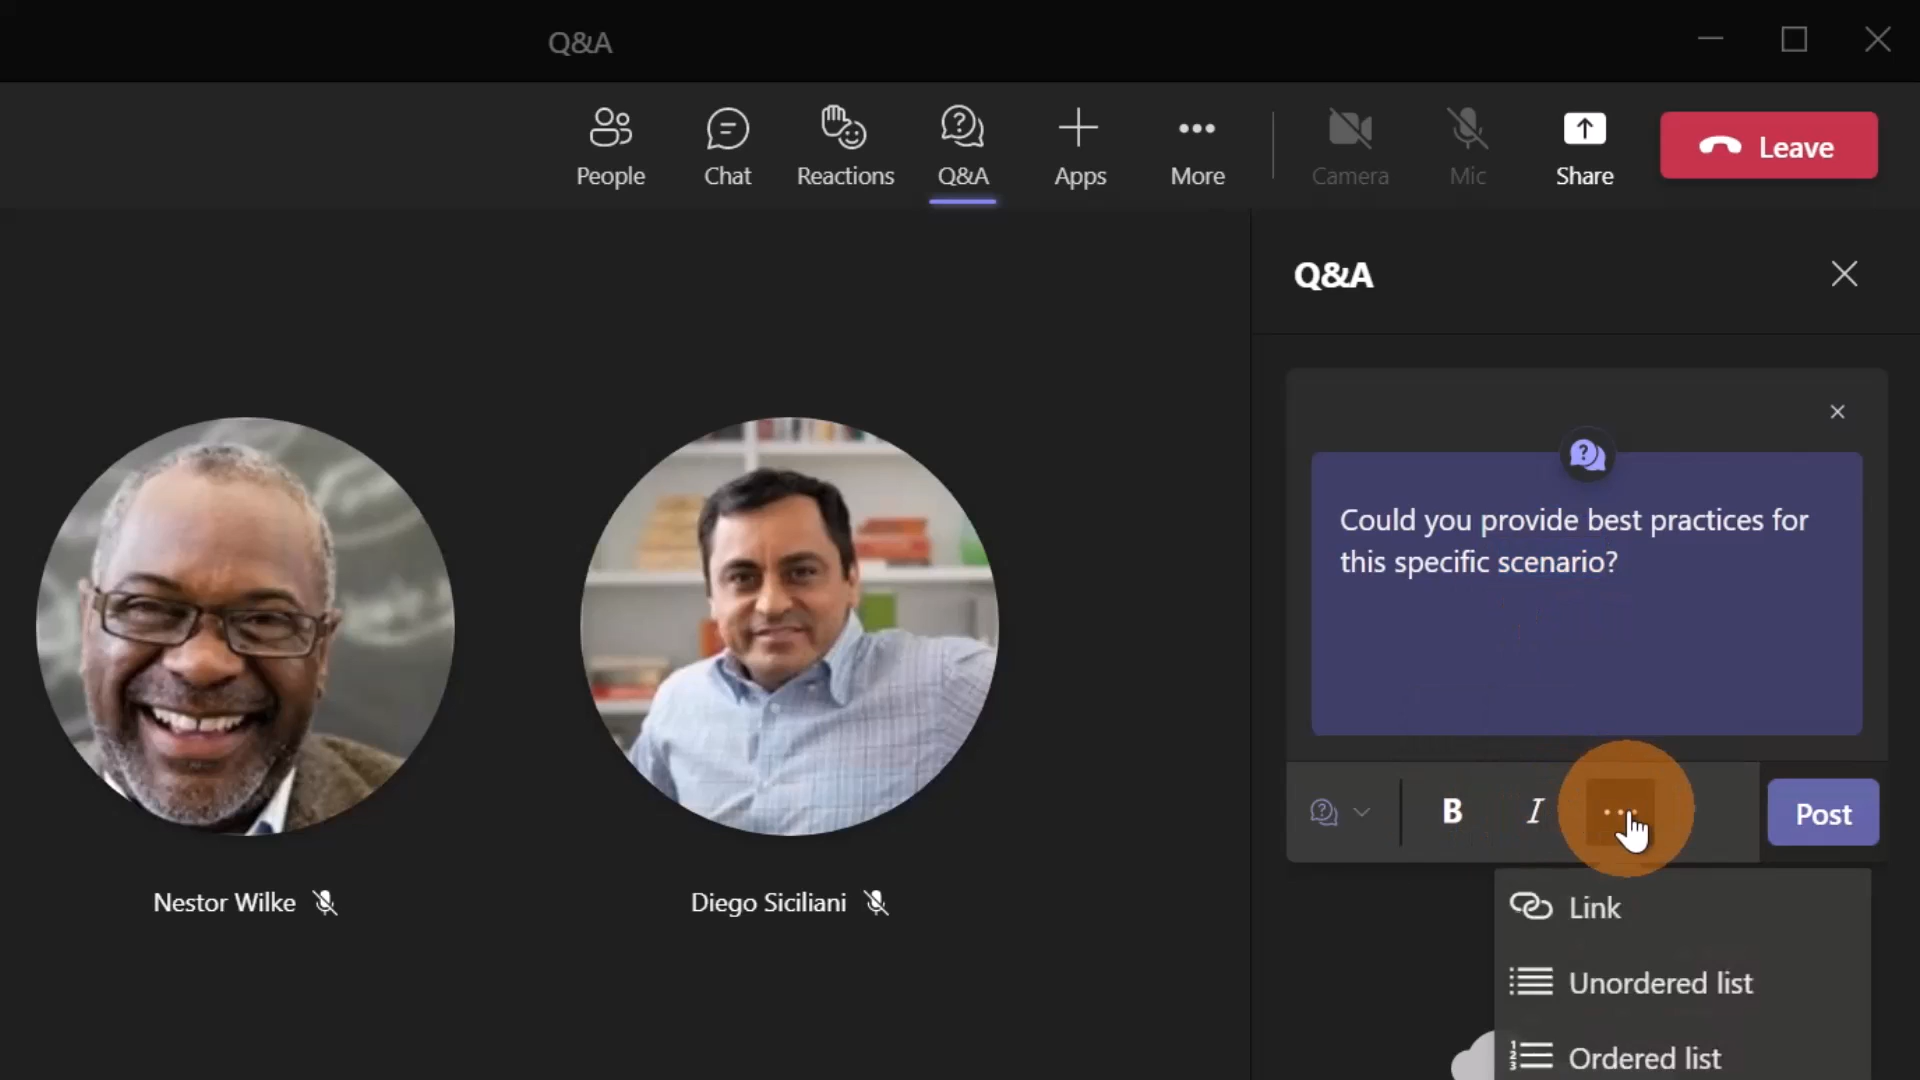 Q&A
People
Chat
Reactions
Q&A
Apps
More
Camera
Mic
Share
Leave
Q&A
Could you provide best practices for
this specific scenario?
B
I
Post
Nestor Wilke
Diego Siciliani
Link
Unordered list
Ordered list